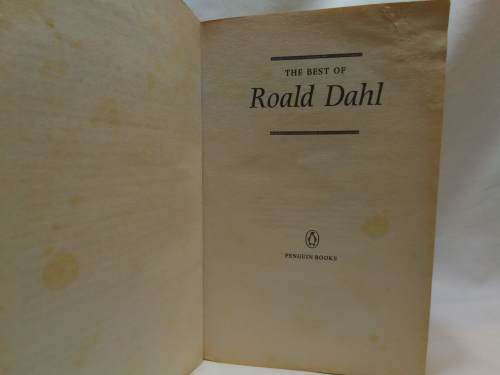 THE BEST OF
Roald Dahl
PENGUIN BOOKS